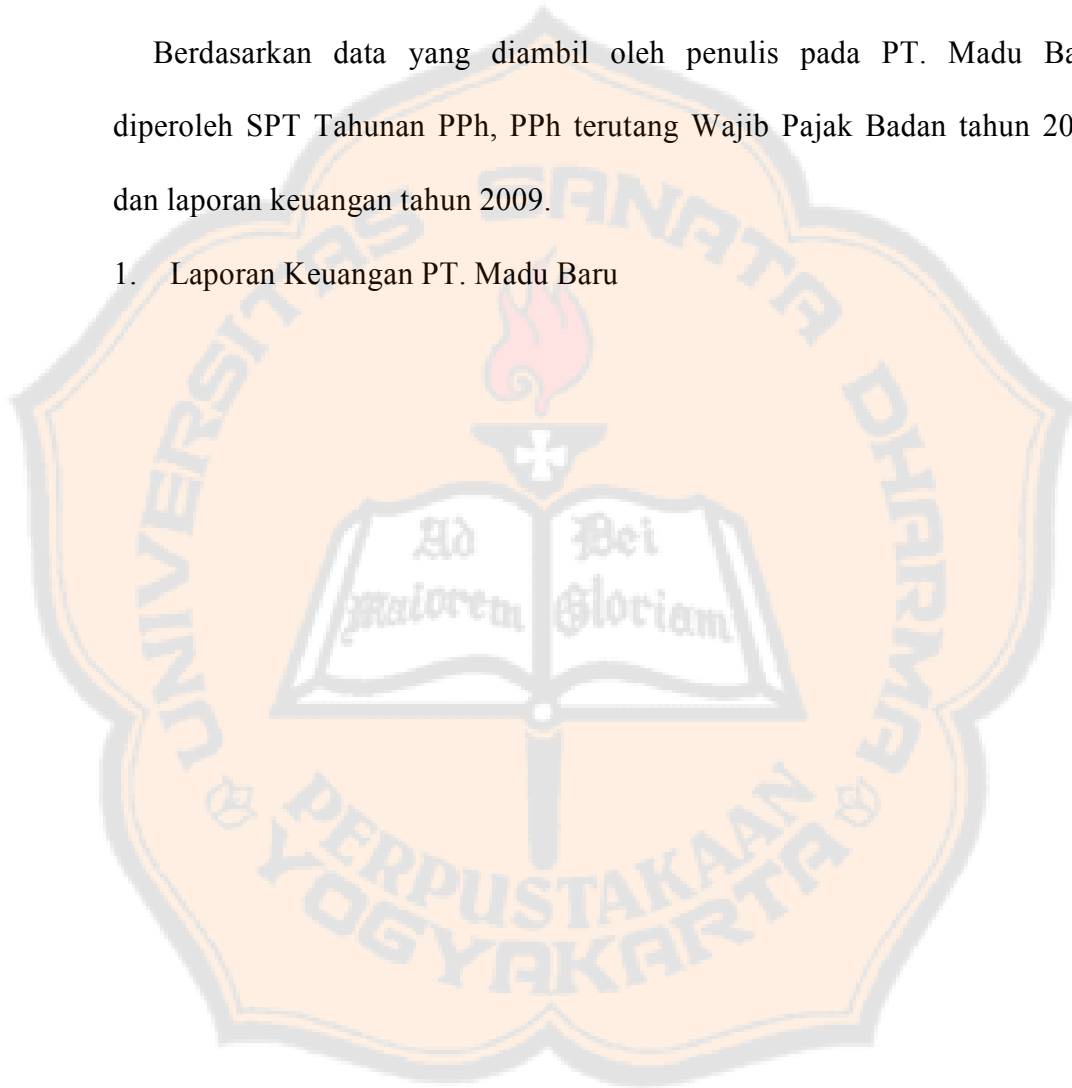 Berdasarkan data yang diambil oleh penulis pada PT. Madu
diperoleh SPT Tahunan PPh, PPh terutang Wajib Pajak Badan tahun
dan laporan keuangan tahun 2009.
1. Laporan Keuangan PT. Madu Baru
UNIVERSITAS SANATA DHARMA
Ad Maiorem
Dei Gloriam
PERPUSTAKAAN
YOGYAKARTA